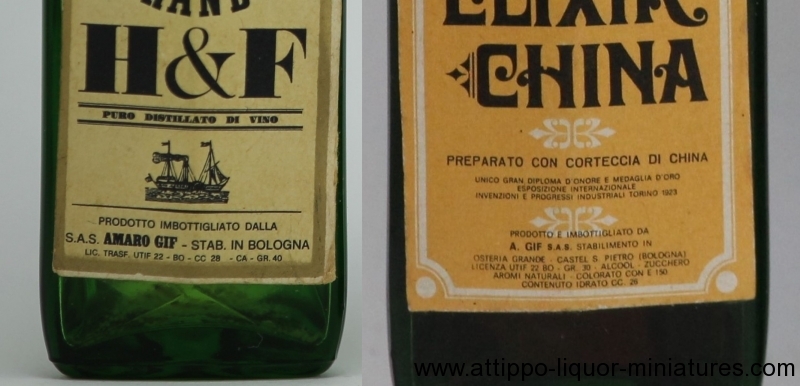 H&F
PURO DISTILLATO DI VINO
PRODOTTO IMBOTTIGLIATO DALLA
S.A.S. AMARO GIF - STAB. IN BOLOGNA
LIC. TRASF. UTIF 22 - BO - CC 28 - CA - GR. 40
ELIXIR
CHINA
PREPARATO CON CORTECCIA DI CHINA
UNICO GRAN DIPLOMA D'ONORE E MEDAGLIA D'ORO
ESPOSIZIONE INTERNAZIONALE
INVENZIONI E PROGRESSI INDUSTRIALI TORINO 1923
PRODOTTO E IMBOTTIGLIATO DA
A. GIF S.A.S. STABILIMENTO IN
OSTERIA GRANDE - CASTEL S. PIETRO (BOLOGNA)
LICENZA UTIF 22 BO - GR. 30 - ALCOOL - ZUCCHERO
AROMI NATURALI - COLORATO CON E 150
CONTENUTO IDRATO CC. 28
www.attippo-liquor-miniatures.com